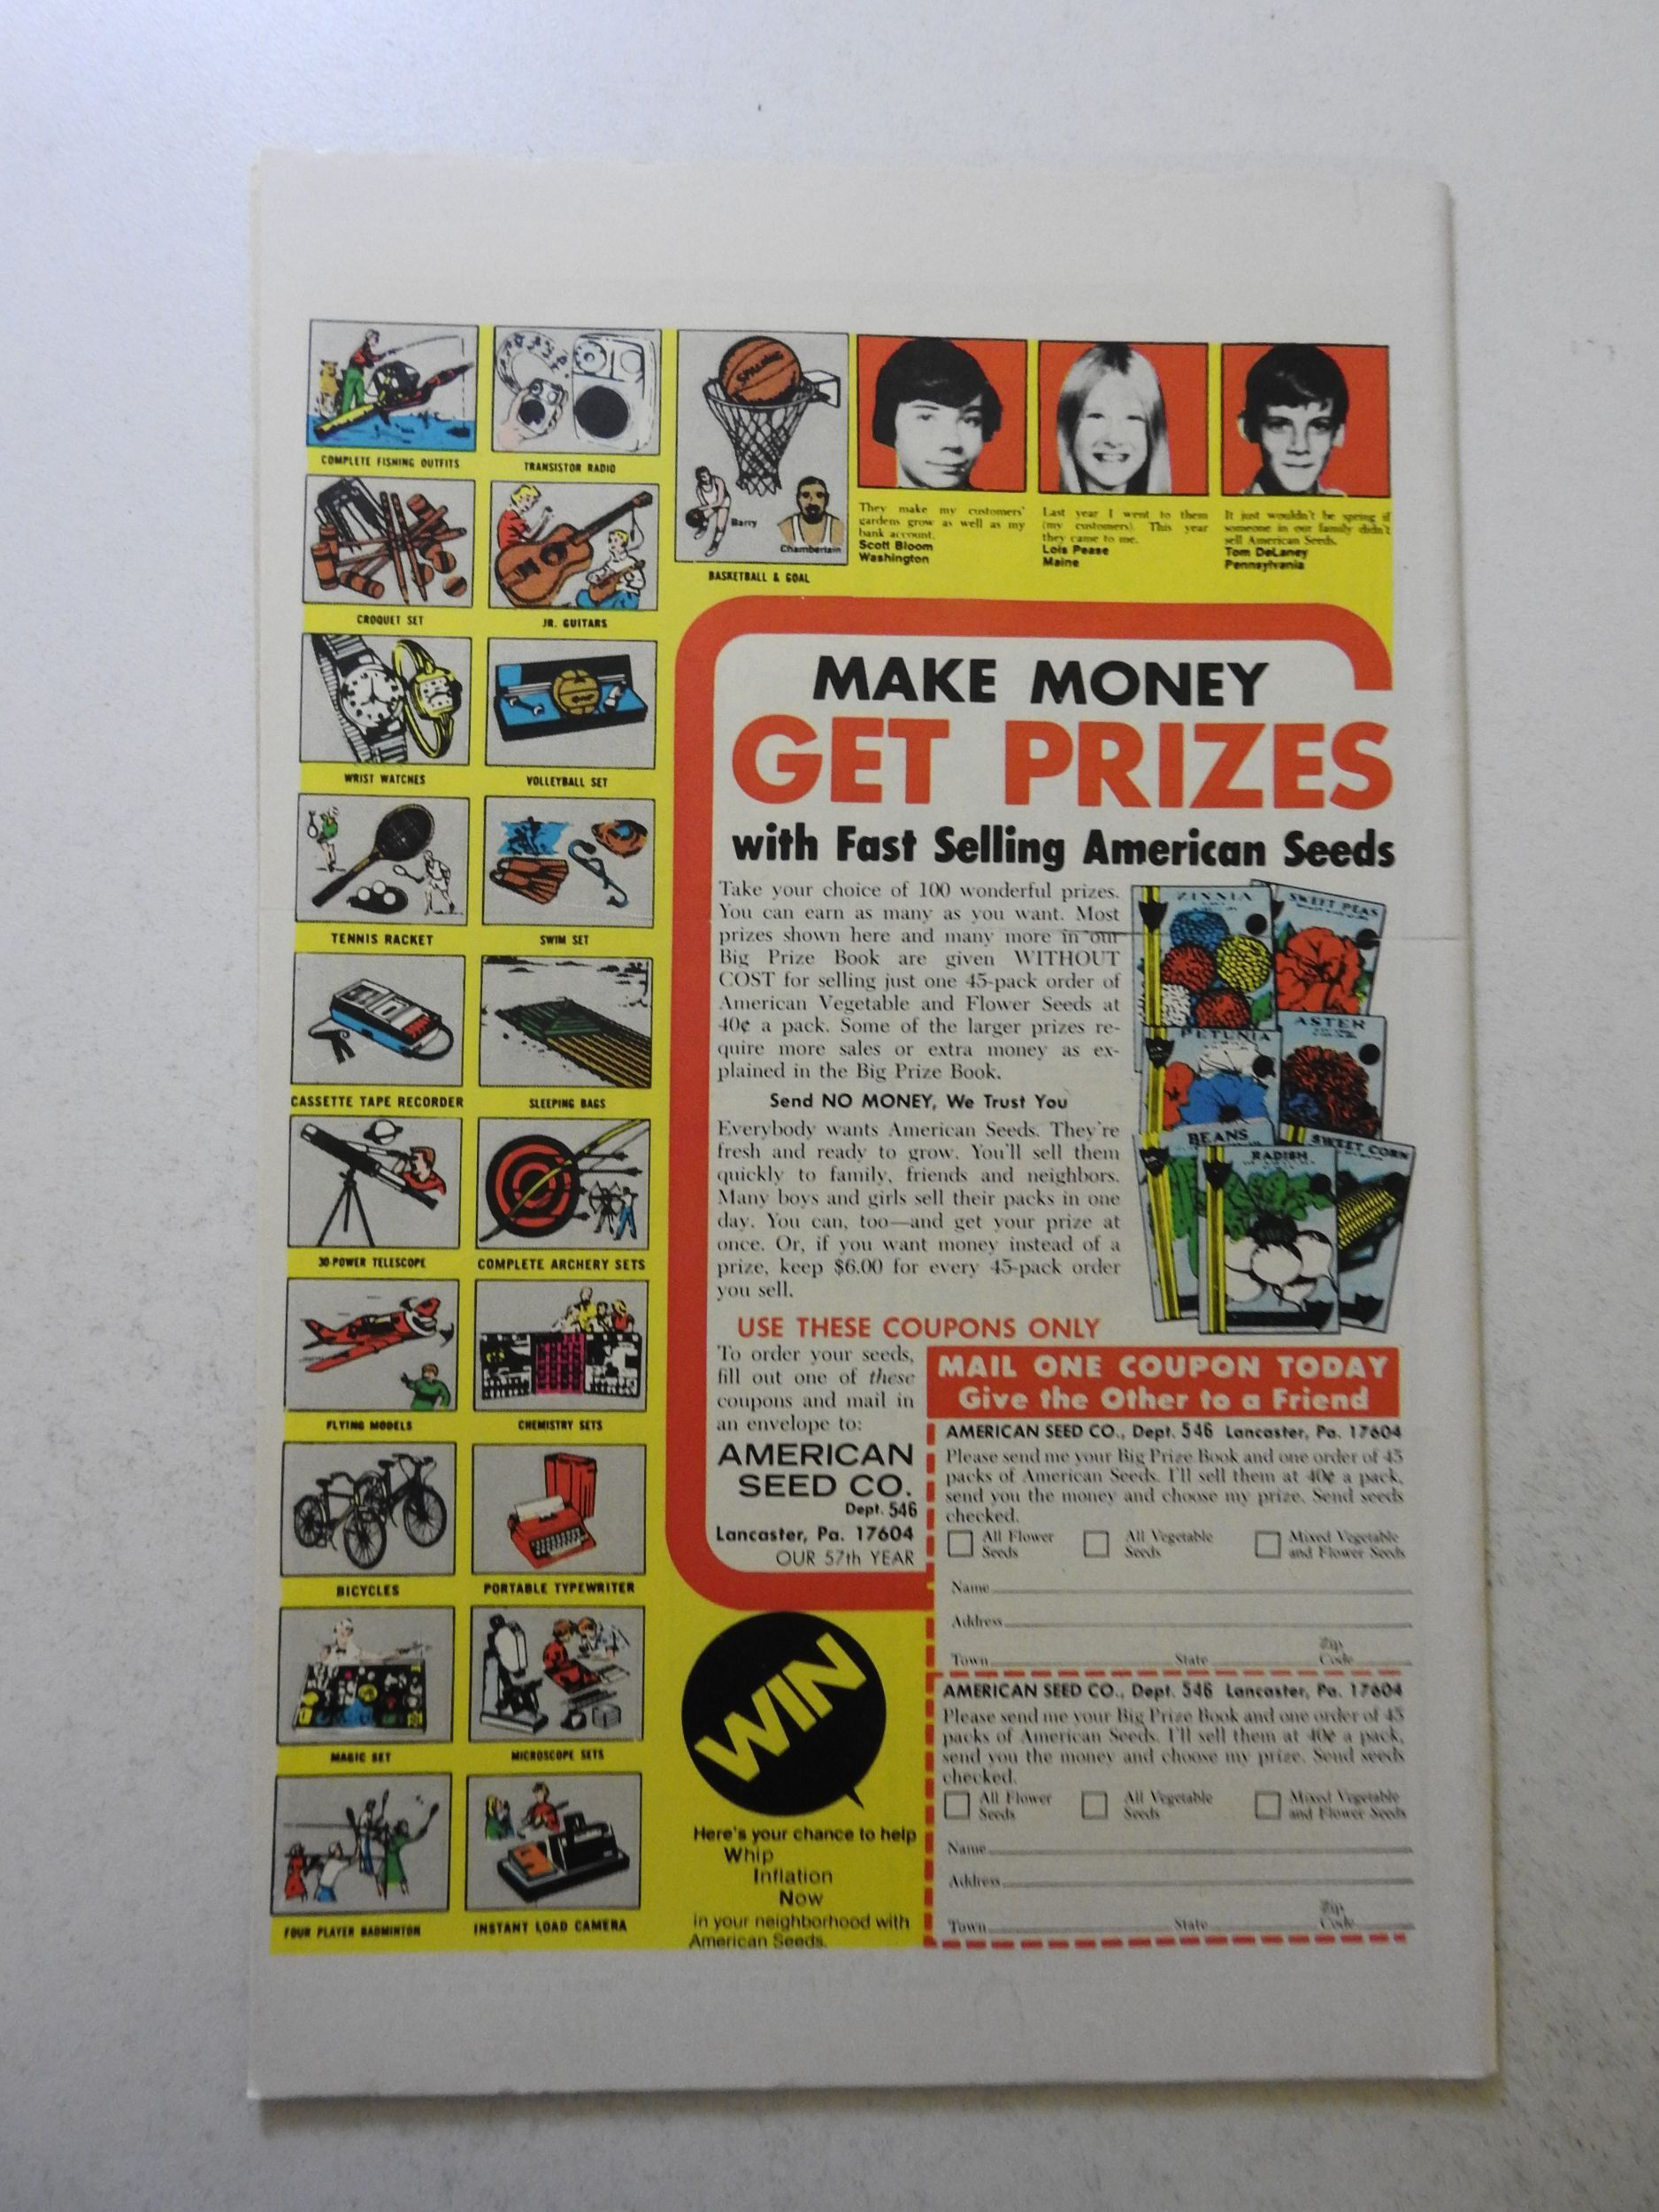 COMPLETE FISHING OUTFITS
TRANSISTOR RADIO
CROQUET SET
JR. GUITARS
WRIST WATCHES
VOLLEYBALL SET
TENNIS RACKET
SWIM SET
CASSETTE TAPE RECORDER
SLEEPING BAGS
30-POWER TELESCOPE
COMPLETE ARCHERY SETS
FLYING MODELS
CHEMISTRY SETS
BICYCLES
PORTABLE TYPEWRITER
MAGIC SET
MICROSCOPE SETS
FOUR PLAYER BADMINTON
INSTANT LOAD CAMERA
SPALDING
Barry
Chamberlain
BASKETBALL & GOAL
They make my customers'
gardens grow as well as my
bank account.
Scott Bloom
Washington
Last year I went to them
(my customers). This year
they came to me.
Lois Pease
Maine
It just wouldn't be spring if
someone in our family didn't
sell American Seeds.
Tom DeLaney
Pennsylvania
MAKE MONEY
GET PRIZES
with Fast Selling American Seeds
Take your choice of 100 wonderful prizes.
You can earn as many as you want. Most
prizes shown here and many more in our
Big Prize Book are given WITHOUT
COST for selling just one 45-pack order of
American Vegetable and Flower Seeds at
40¢ a pack. Some of the larger prizes re-
quire more sales or extra money as ex-
plained in the Big Prize Book.
Send NO MONEY, We Trust You
Everybody wants American Seeds. They're
fresh and ready to grow. You'll sell them
quickly to family, friends and neighbors.
Many boys and girls sell their packs in one
day. You can, too—and get your prize at
once. Or, if you want money instead of a
prize, keep $6.00 for every 45-pack order
you sell.
ZINNIA
SWEET PEAS
PETUNIA
ASTER
BEANS
RADISH
SWEET CORN
USE THESE COUPONS ONLY
To order your seeds,
fill out one of these
coupons and mail in
an envelope to:
AMERICAN
SEED CO.
Dept. 546
Lancaster, Pa. 17604
OUR 57th YEAR
MAIL ONE COUPON TODAY
Give the Other to a Friend
AMERICAN SEED CO., Dept. 546 Lancaster, Pa. 17604
Please send me your Big Prize Book and one order of 45
packs of American Seeds. I'll sell them at 40¢ a pack,
send you the money and choose my prize. Send seeds
checked.
All Flower Seeds
All Vegetable Seeds
Mixed Vegetable and Flower Seeds
Name
Address
Town State Zip Code
AMERICAN SEED CO., Dept. 546 Lancaster, Pa. 17604
Please send me your Big Prize Book and one order of 45
packs of American Seeds. I'll sell them at 40¢ a pack,
send you the money and choose my prize. Send seeds
checked.
All Flower Seeds
All Vegetable Seeds
Mixed Vegetable and Flower Seeds
Name
Address
Town State Zip Code
WIN
Here's your chance to help
Whip
Inflation
Now
in your neighborhood with
American Seeds.